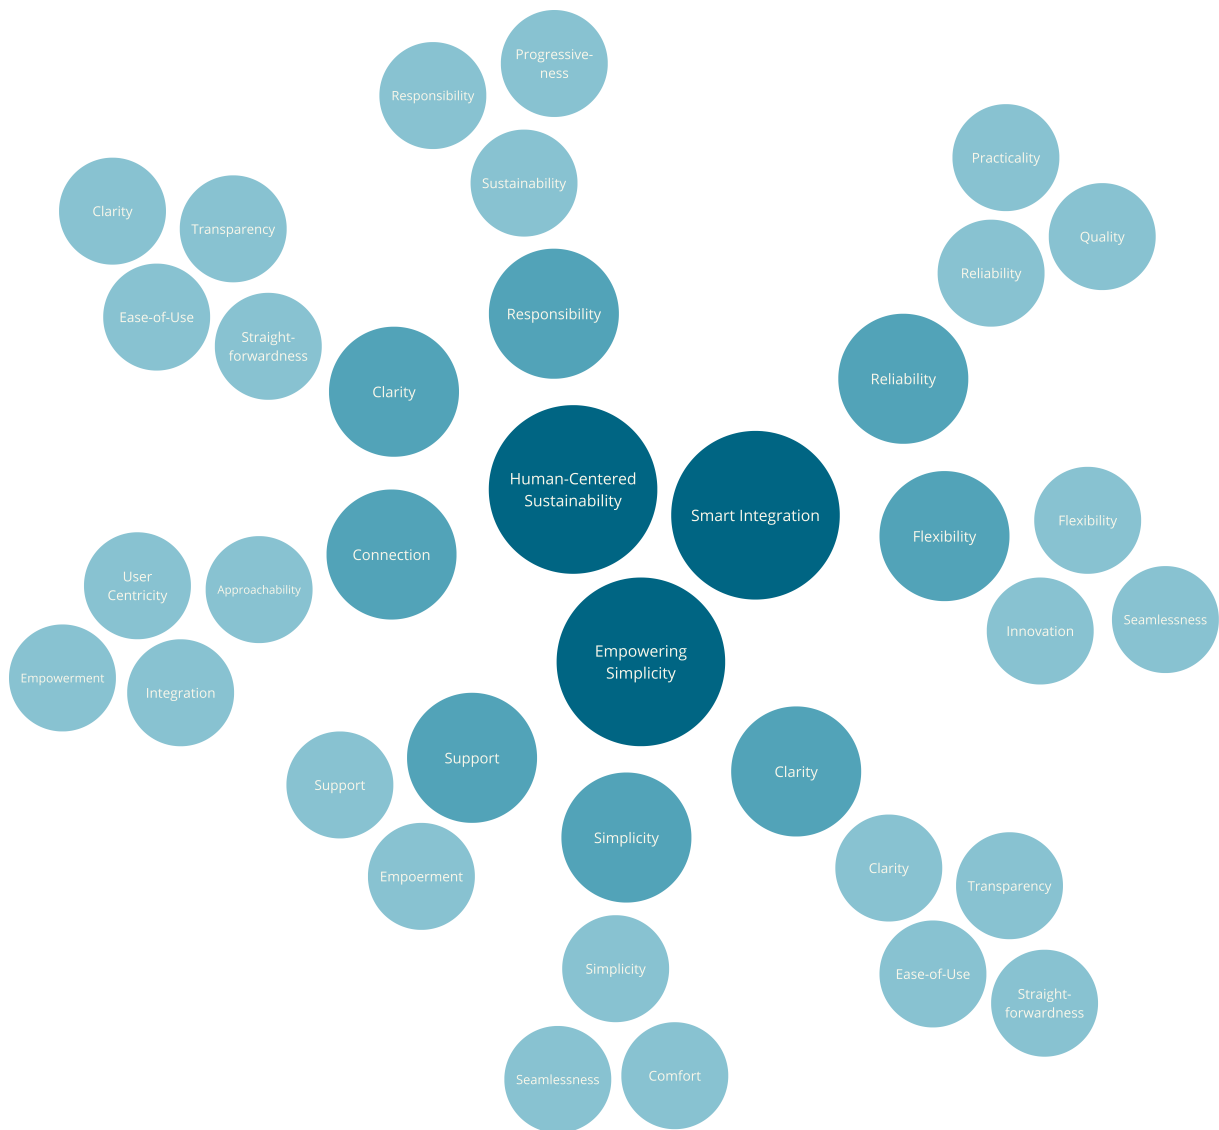 Progressive-
ness
Responsibility
Sustainability
Practicality
Clarity
Transparency
Quality
Reliability
Ease-of-Use
Responsibility
Straight-
forwardness
Reliability
Clarity
Human-Centered
Sustainability
Smart Integration
Flexibility
Flexibility
Connection
User
Centricity
Approachability
Innovation
Seamlessness
Empowering
Simplicity
Empowerment
Integration
Support
Support
Clarity
Simplicity
Empoerment
Clarity
Transparency
Simplicity
Ease-of-Use
Straight-
forwardness
Seamlessness
Comfort